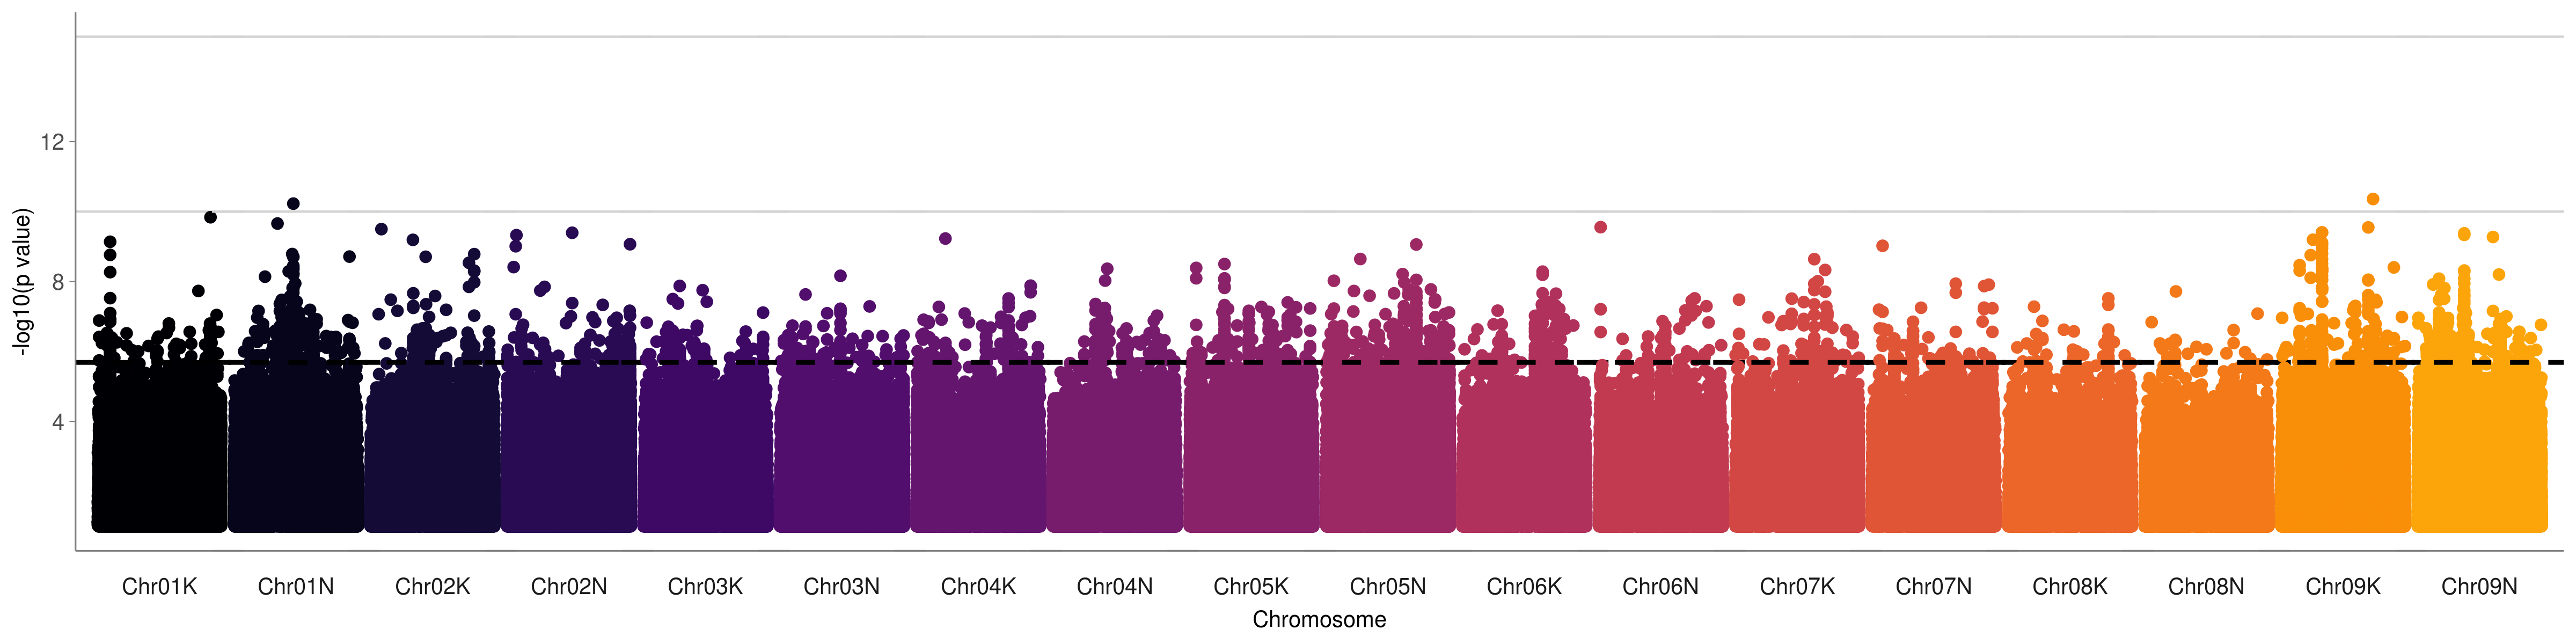 -log10(p value)
12
8
4
Chr01K Chr01N Chr02K Chr02N Chr03K Chr03N Chr04K Chr04N Chr05K Chr05N Chr06K Chr06N Chr07K Chr07N Chr08K Chr08N Chr09K Chr09N
Chromosome